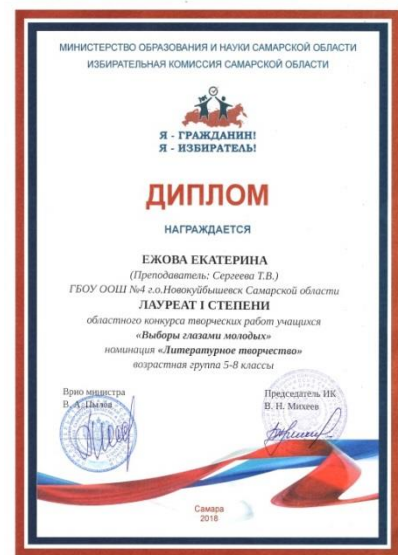 МИНИСТЕРСТВО ОБРАЗОВАНИЯ И НАУКИ САМАРСКОЙ ОБЛАСТИ
ИЗБИРАТЕЛЬНАЯ КОМИССИЯ САМАРСКОЙ ОБЛАСТИ
Я - ГРАЖДАНИН!
Я - ИЗБИРАТЕЛЬ!
ДИПЛОМ
НАГРАЖДАЕТСЯ
ЕЖОВА ЕКАТЕРИНА
(Преподаватель: Сергеева Т.В.)
ГБОУ ООШ №4 г.о.Новокуйбышевск Самарской области
ЛАУРЕАТ I СТЕПЕНИ
областного конкурса творческих работ учащихся
«Выборы глазами молодых»
номинация «Литературное творчество»
возрастная группа 5-8 классы
Врио министра
В. А. Пылёв
Председатель ИК
В. Н. Михеев
Самара
2018